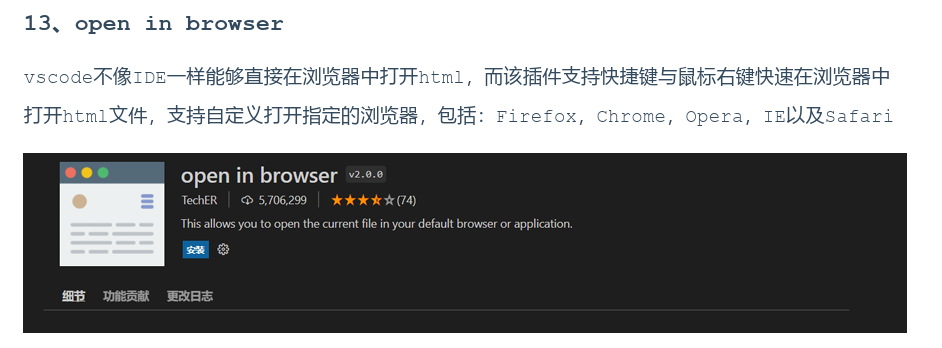 13、open in browser
vscode不像IDE一样能够直接在浏览器中打开html，而该插件支持快捷键与鼠标右键快速在浏览器中
打开html文件，支持自定义打开指定的浏览器，包括：Firefox，Chrome，Opera，IE以及Safari
open in browser v2.0.0
TechER 5,706,299 (74)
This allows you to open the current file in your default browser or application.
安装
细节 功能贡献 更改日志